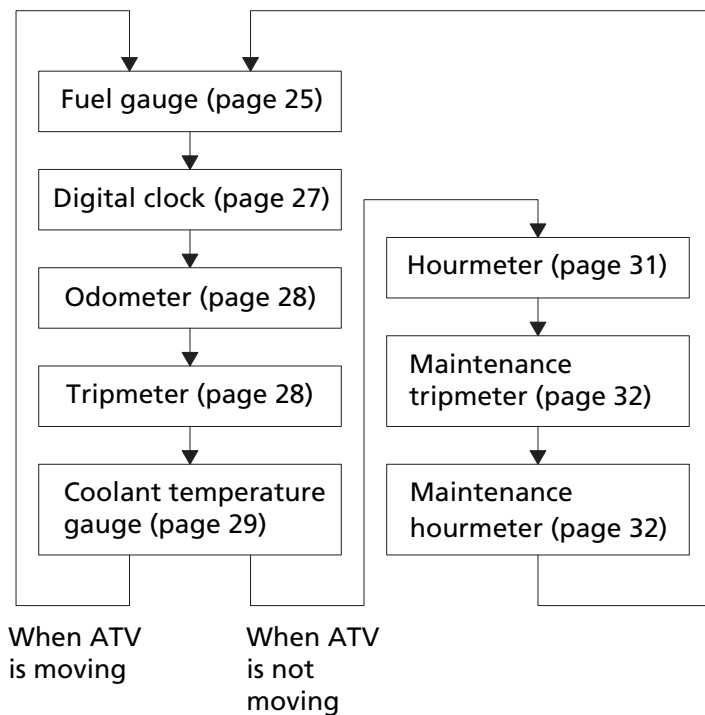 Fuel gauge (page 25)
Digital clock (page 27)
Odometer (page 28)
Tripmeter (page 28)
Coolant temperature
gauge (page 29)
When ATV
is moving
When ATV
is not
moving
Hourmeter (page 31)
Maintenance
tripmeter (page 32)
Maintenance
hourmeter (page 32)